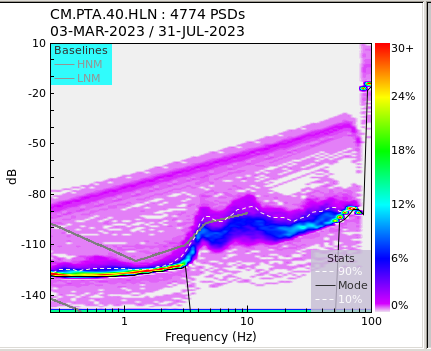 CM.PTA.40.HLN : 4774 PSDs
03-MAR-2023 / 31-JUL-2023
10
Baselines
HNM
LNM
-20
-50
-80
-110
-140
dB
30+
24%
18%
12%
6%
0%
Stats
90%
Mode
10%
1
10
100
Frequency (Hz)